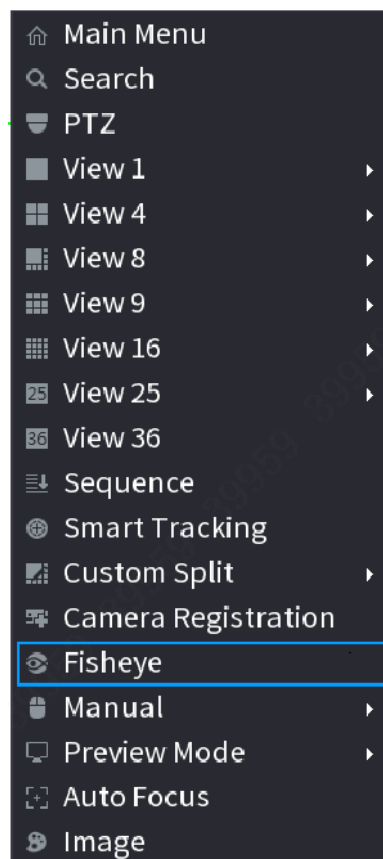 Main Menu
Search
PTZ
View 1
View 4
View 8
View 9
View 16
25 View 25
36 View 36
Sequence
Smart Tracking
Custom Split
Camera Registration
Fisheye
Manual
Preview Mode
Auto Focus
Image